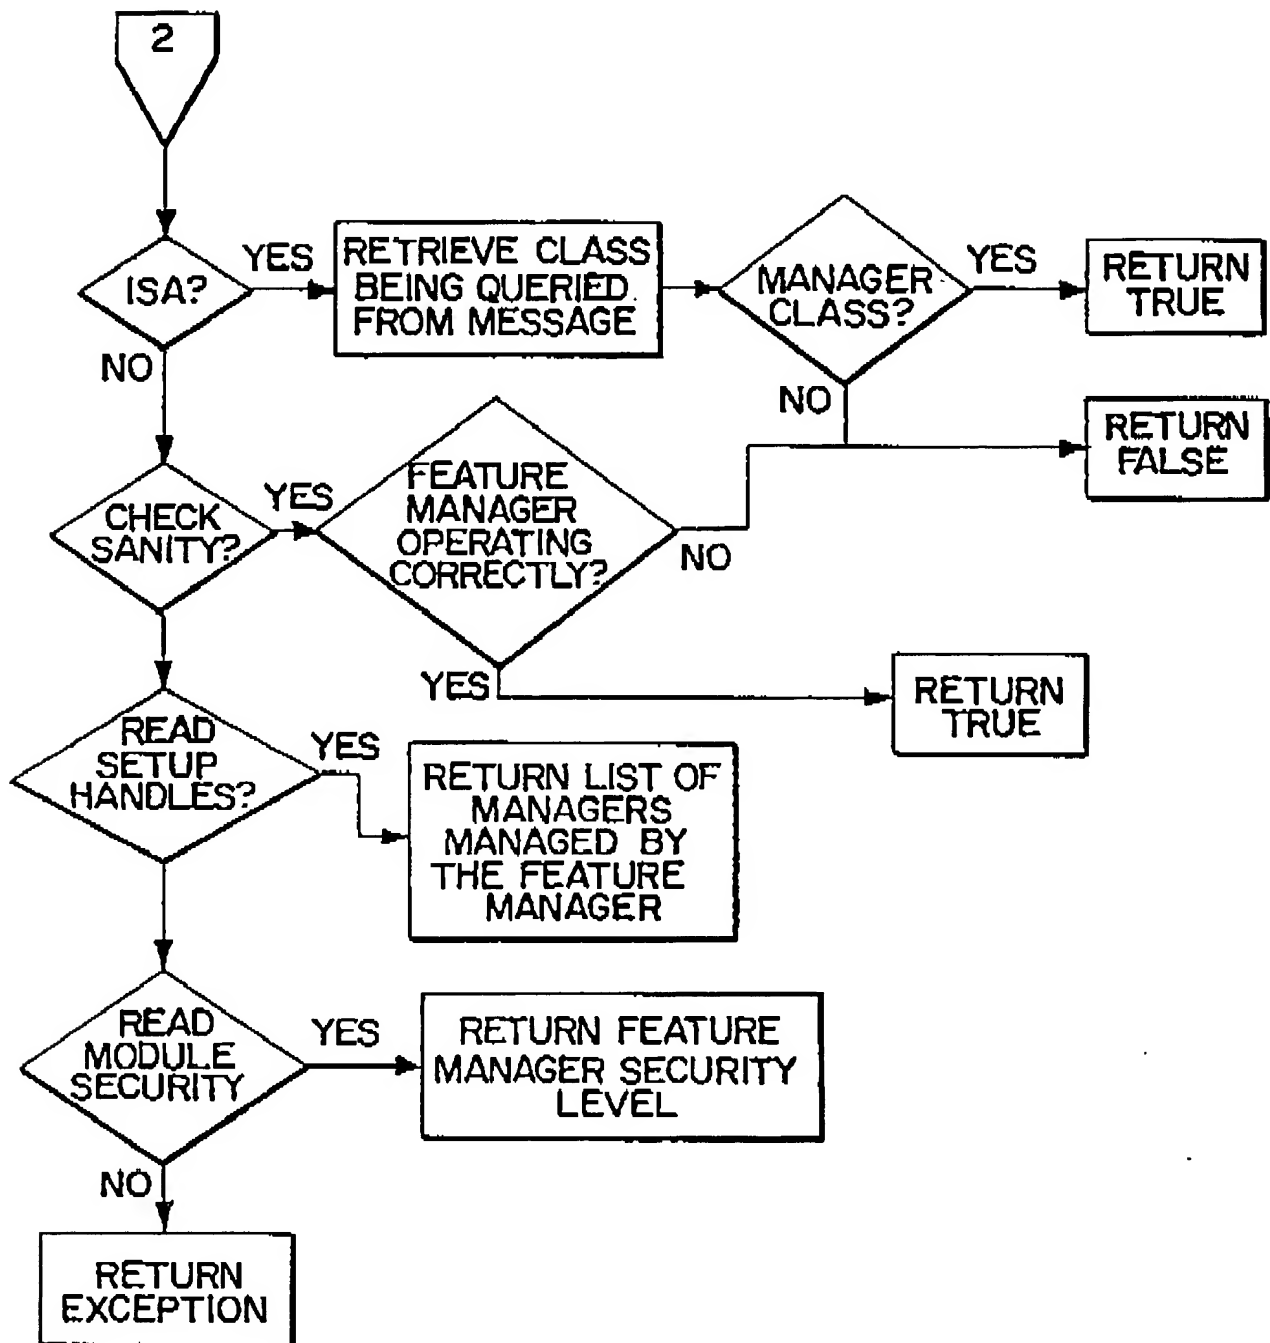 2
ISA?
YES
RETRIEVE CLASS
BEING QUERIED
FROM MESSAGE
MANAGER
CLASS?
YES
RETURN
TRUE
NO
NO
RETURN
FALSE
CHECK
SANITY?
YES
FEATURE
MANAGER
OPERATING
CORRECTLY?
NO
YES
RETURN
TRUE
READ
SETUP
HANDLES?
YES
RETURN LIST OF
MANAGERS
MANAGED BY
THE FEATURE
MANAGER
READ
MODULE
SECURITY
YES
RETURN FEATURE
MANAGER SECURITY
LEVEL
NO
RETURN
EXCEPTION